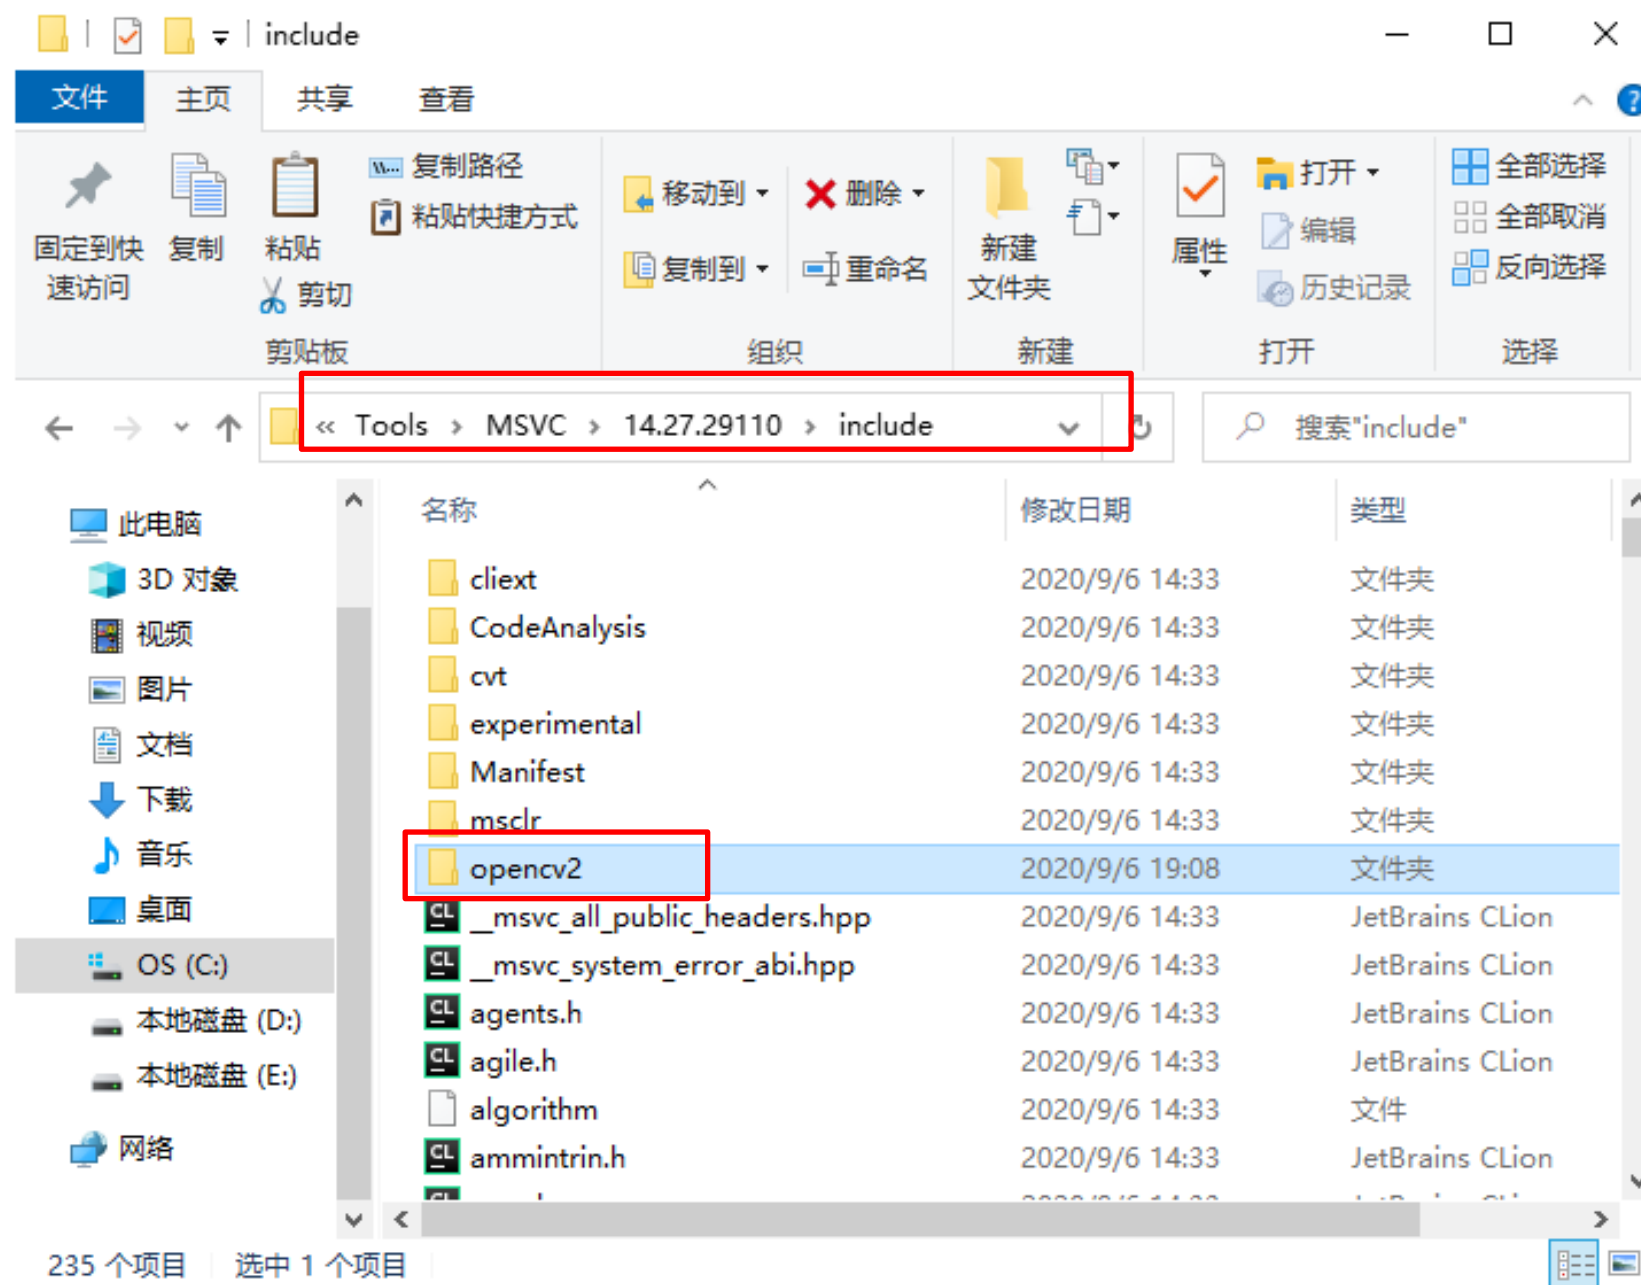 include
文件 主页 共享 查看
固定到快
速访问
复制
粘贴
复制路径
粘贴快捷方式
剪切
剪贴板
移动到
复制到
删除
重命名
组织
新建
文件夹
新建
属性
打开
编辑
历史记录
打开
全部选择
全部取消
反向选择
选择
« Tools › MSVC › 14.27.29110 › include
搜索"include"
此电脑
3D 对象
视频
图片
文档
下载
音乐
桌面
OS (C:)
本地磁盘 (D:)
本地磁盘 (E:)
网络
名称 修改日期 类型
cliext 2020/9/6 14:33 文件夹
CodeAnalysis 2020/9/6 14:33 文件夹
cvt 2020/9/6 14:33 文件夹
experimental 2020/9/6 14:33 文件夹
Manifest 2020/9/6 14:33 文件夹
msclr 2020/9/6 14:33 文件夹
opencv2 2020/9/6 19:08 文件夹
__msvc_all_public_headers.hpp 2020/9/6 14:33 JetBrains CLion
__msvc_system_error_abi.hpp 2020/9/6 14:33 JetBrains CLion
agents.h 2020/9/6 14:33 JetBrains CLion
agile.h 2020/9/6 14:33 JetBrains CLion
algorithm 2020/9/6 14:33 文件
ammintrin.h 2020/9/6 14:33 JetBrains CLion
235 个项目 选中 1 个项目